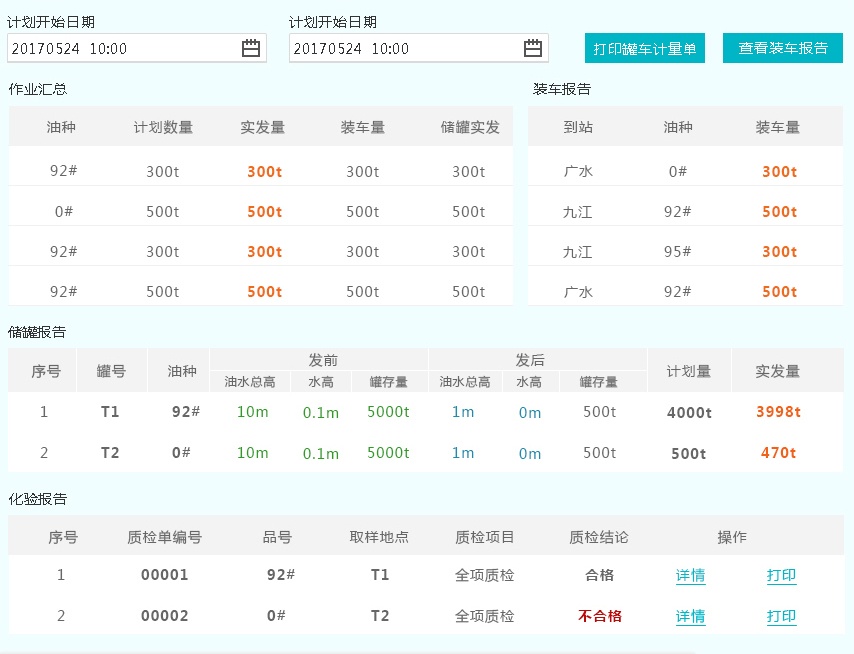 计划开始日期 计划开始日期
20170524 10:00 20170524 10:00 打印罐车计量单 查看装车报告
作业汇总 装车报告
油种 计划数量 实发量 装车量 储罐实发 到站 油种 装车量
92# 300t 300t 300t 300t 广水 0# 300t
0# 500t 500t 500t 500t 九江 92# 500t
92# 300t 300t 300t 300t 九江 95# 300t
92# 500t 500t 500t 500t 广水 92# 500t
储罐报告
序号 罐号 油种 发前 发后 计划量 实发量
油水总高 水高 罐存量 油水总高 水高 罐存量
1 T1 92# 10m 0.1m 5000t 1m 0m 500t 4000t 3998t
2 T2 0# 10m 0.1m 5000t 1m 0m 500t 500t 470t
化验报告
序号 质检单编号 品号 取样地点 质检项目 质检结论 操作
1 00001 92# T1 全项质检 合格 详情 打印
2 00002 0# T2 全项质检 不合格 详情 打印